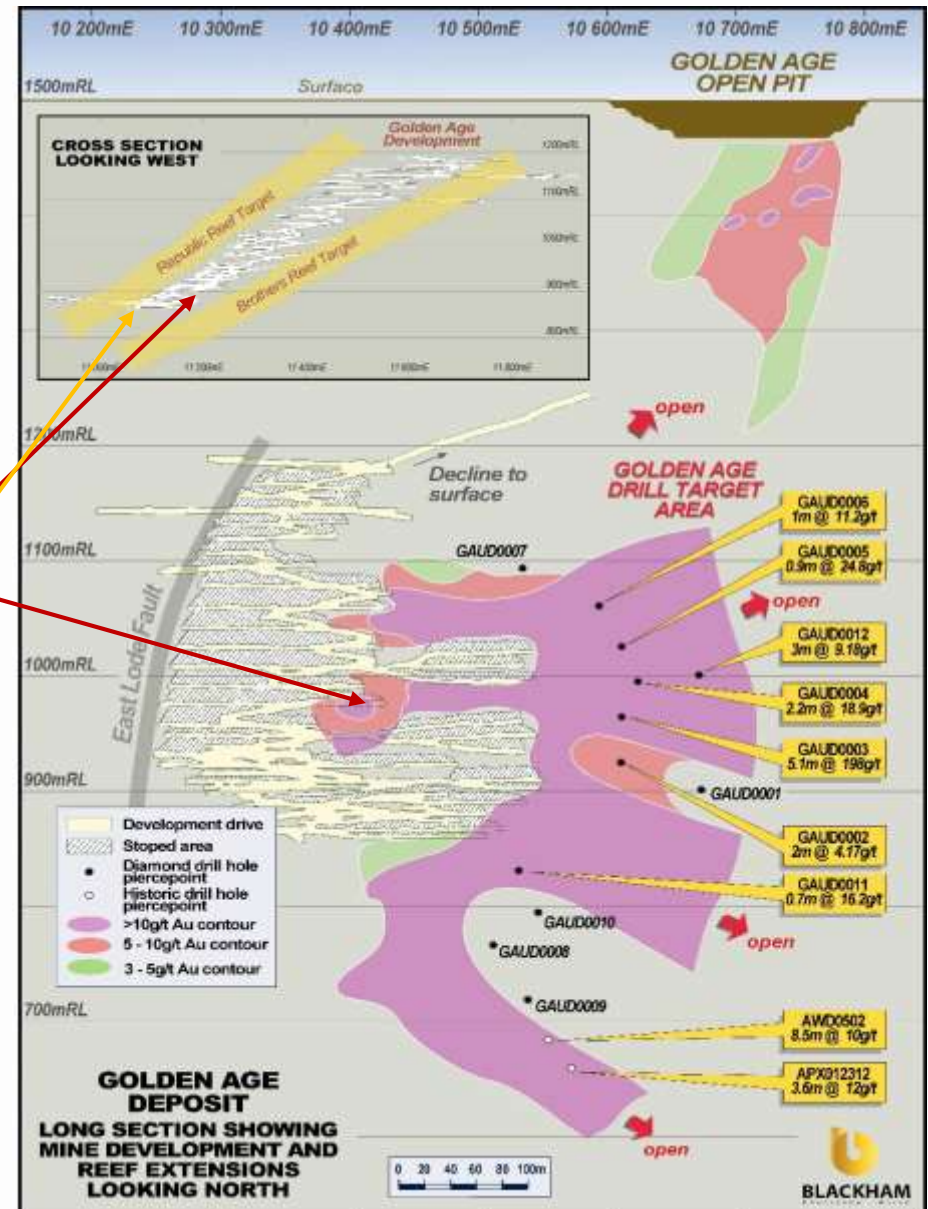 10 200mE 10 300mE 10 400mE 10 500mE 10 600mE 10 700mE 10 800mE
GOLDEN AGE
OPEN PIT
1500mRL
Surface
CROSS SECTION
LOOKING WEST
Golden Age
Development
Republic Reef Target
Brothers Reef Target
1200mRL
open
Decline to
surface
GOLDEN AGE
DRILL TARGET
AREA
East Lode Fault
1100mRL
GAUD0007
GAUD0006
1m @ 11.2g/t
GAUD0005
0.9m @ 24.8g/t
open
GAUD0012
3m @ 9.18g/t
1000mRL
GAUD0004
2.2m @ 18.9g/t
GAUD0003
5.1m @ 198g/t
900mRL
GAUD0001
GAUD0002
2m @ 4.17g/t
GAUD0011
0.7m @ 16.2g/t
Development drive
Stoped area
Diamond drill hole
piercepoint
Historic drill hole
piercepoint
>10g/t Au contour
5 - 10g/t Au contour
3 - 5g/t Au contour
GAUD0010
GAUD0008
open
GAUD0009
700mRL
AWD0502
8.5m @ 10g/t
APX012312
3.6m @ 12g/t
open
GOLDEN AGE
DEPOSIT
LONG SECTION SHOWING
MINE DEVELOPMENT AND
REEF EXTENSIONS
LOOKING NORTH
0 20 40 60 80 100m
BLACKHAM